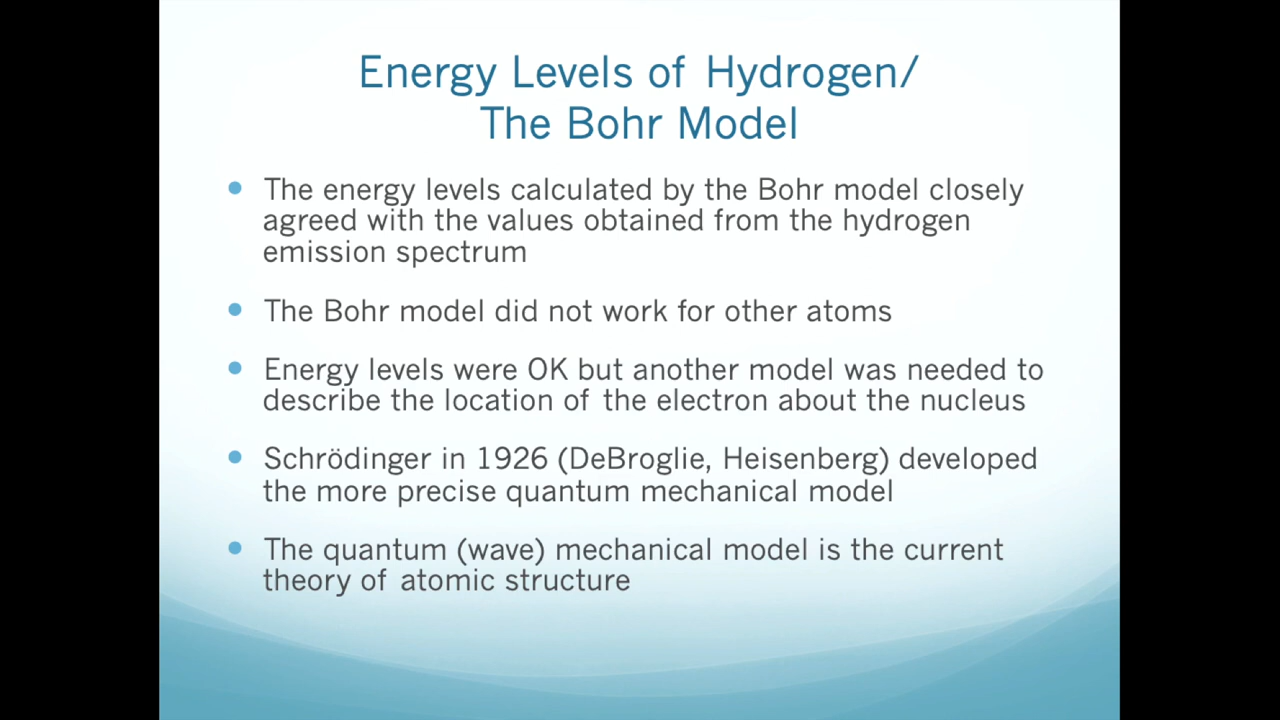 Energy Levels of Hydrogen/
The Bohr Model
• The energy levels calculated by the Bohr model closely
agreed with the values obtained from the hydrogen
emission spectrum
• The Bohr model did not work for other atoms
• Energy levels were OK but another model was needed to
describe the location of the electron about the nucleus
• Schrödinger in 1926 (DeBroglie, Heisenberg) developed
the more precise quantum mechanical model
• The quantum (wave) mechanical model is the current
theory of atomic structure